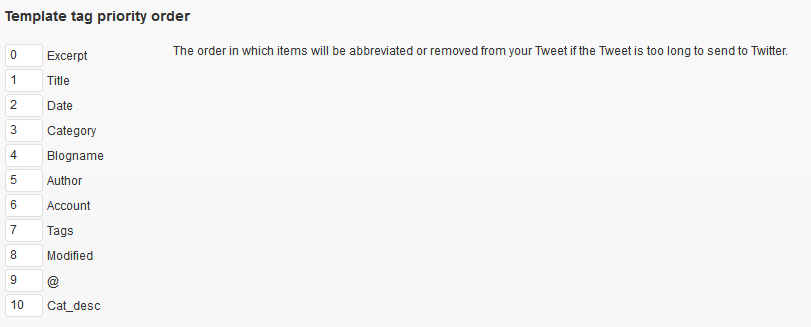 Template tag priority order
0 Excerpt
The order in which items will be abbreviated or removed from your Tweet if the Tweet is too long to send to Twitter.
1 Title
2 Date
3 Category
4 Blogname
5 Author
6 Account
7 Tags
8 Modified
9 @
10 Cat_desc